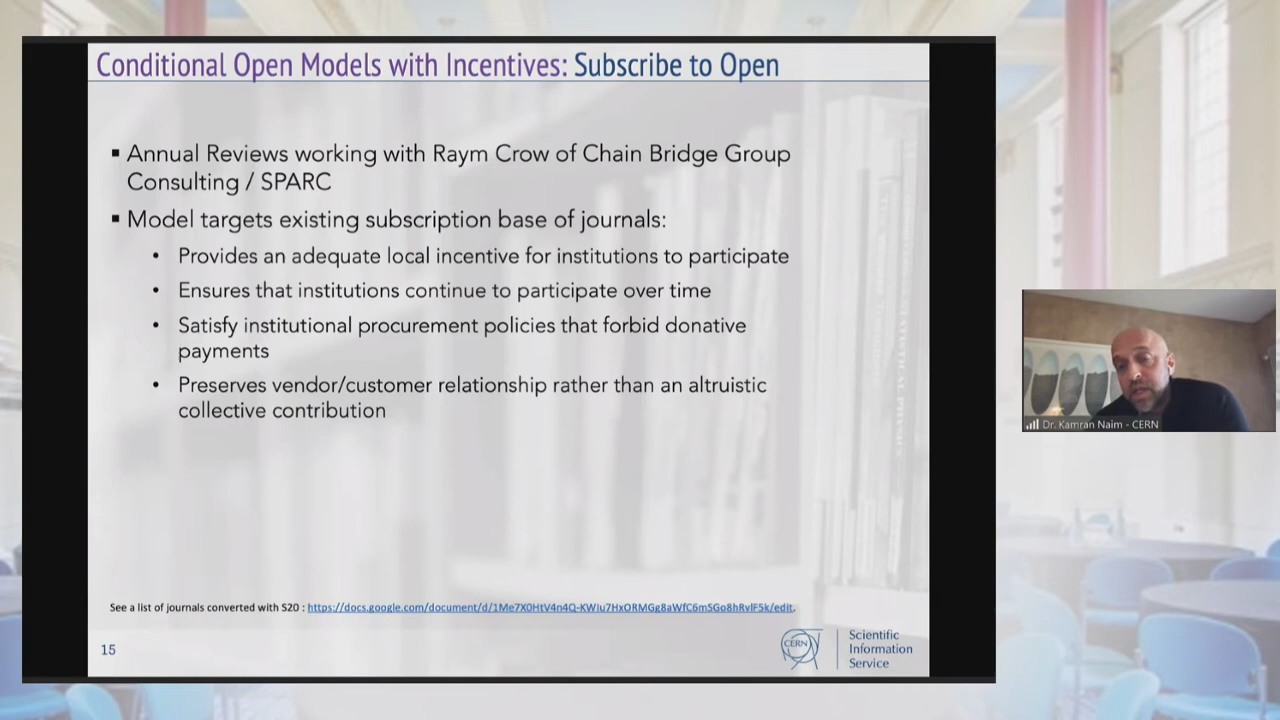 Conditional Open Models with Incentives: Subscribe to Open
▪ Annual Reviews working with Raym Crow of Chain Bridge Group
Consulting / SPARC
▪ Model targets existing subscription base of journals:
• Provides an adequate local incentive for institutions to participate
• Ensures that institutions continue to participate over time
• Satisfy institutional procurement policies that forbid donative
payments
• Preserves vendor/customer relationship rather than an altruistic
collective contribution
See a list of journals converted with S2O :
15
CERN
Scientific
Information
Service
Dr. Kamran Naim - CERN